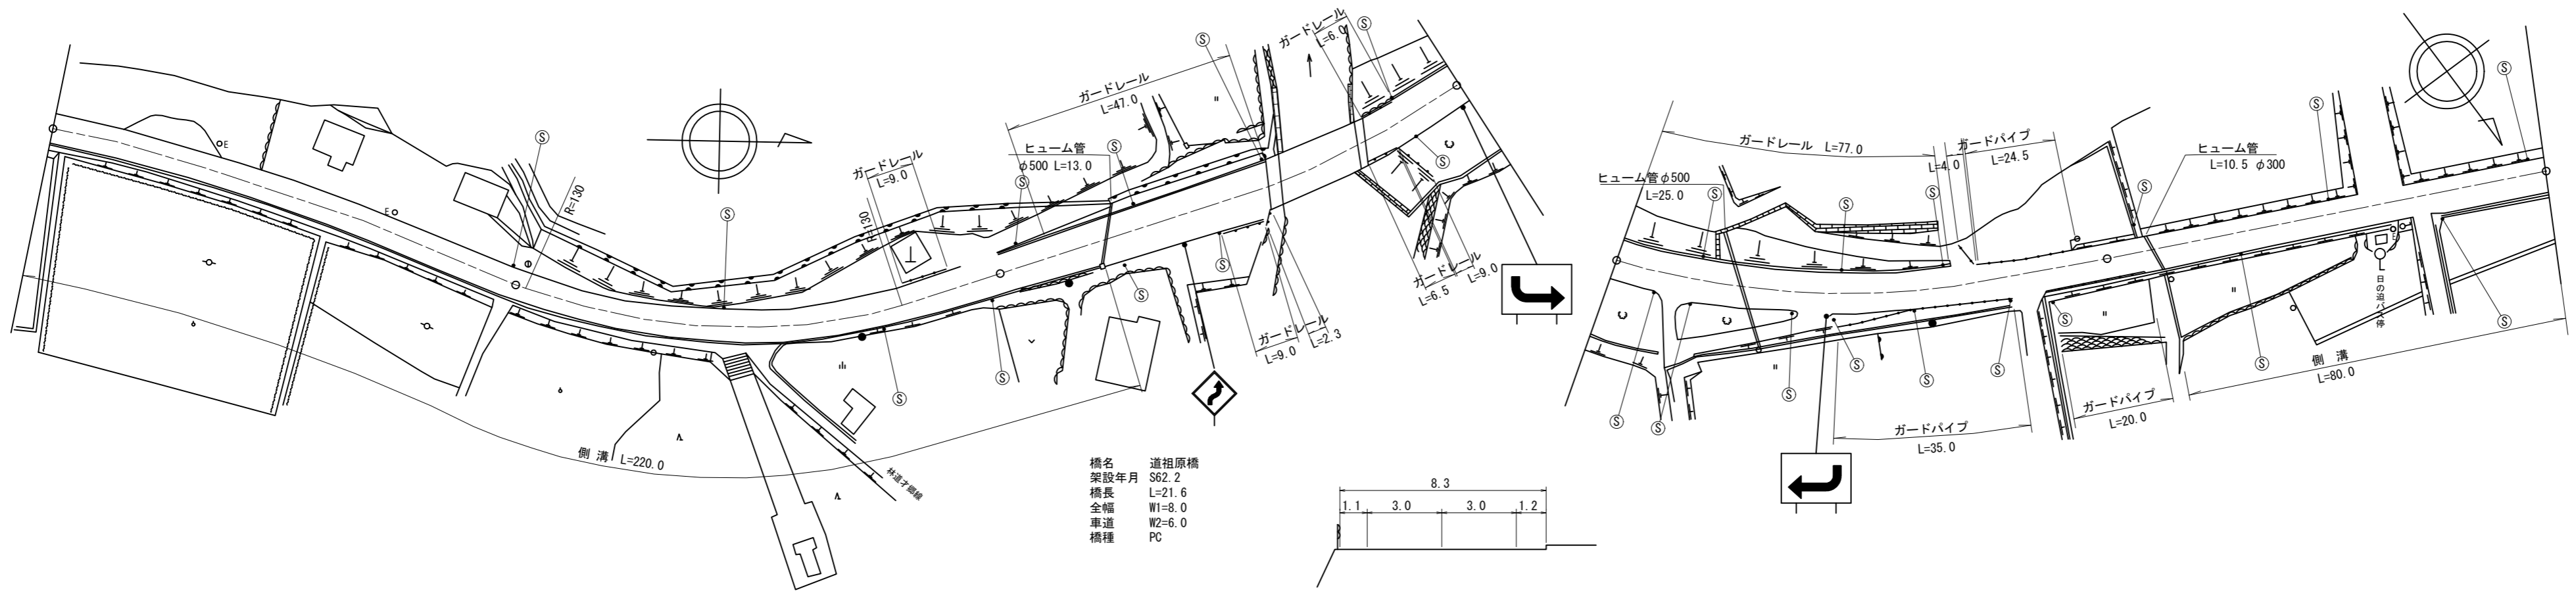 E
E
Ⓢ
R=130
Ⓢ
ガードレール
L=9.0
R=130
ガードレール
L=47.0
ヒューム管
φ500 L=13.0
Ⓢ
Ⓢ
Ⓢ
ガードレール
L=6.0
Ⓢ
Ⓢ
ガードレール
L=6.5
L=9.0
Ⓢ
Ⓢ
Ⓢ
Ⓢ
ガードレール
L=9.0
L=2.3
側溝 L=220.0
林道才郷線
橋名 道祖原橋
架設年月 S62.2
橋長 L=21.6
全幅 W1=8.0
車道 W2=6.0
橋種 PC
8.3
1.1 3.0 3.0 1.2
ガードレール L=77.0
ヒューム管φ500
L=25.0
Ⓢ
Ⓢ
Ⓢ
L=4.0
ガードパイプ
L=24.5
Ⓢ
ヒューム管
L=10.5 φ300
Ⓢ
Ⓢ
Ⓢ
Ⓢ
Ⓢ
Ⓢ
Ⓢ
Ⓢ
Ⓢ
Ⓢ
Ⓢ
ガードパイプ
L=35.0
ガードパイプ
L=20.0
側溝
L=80.0
日の迫バス停